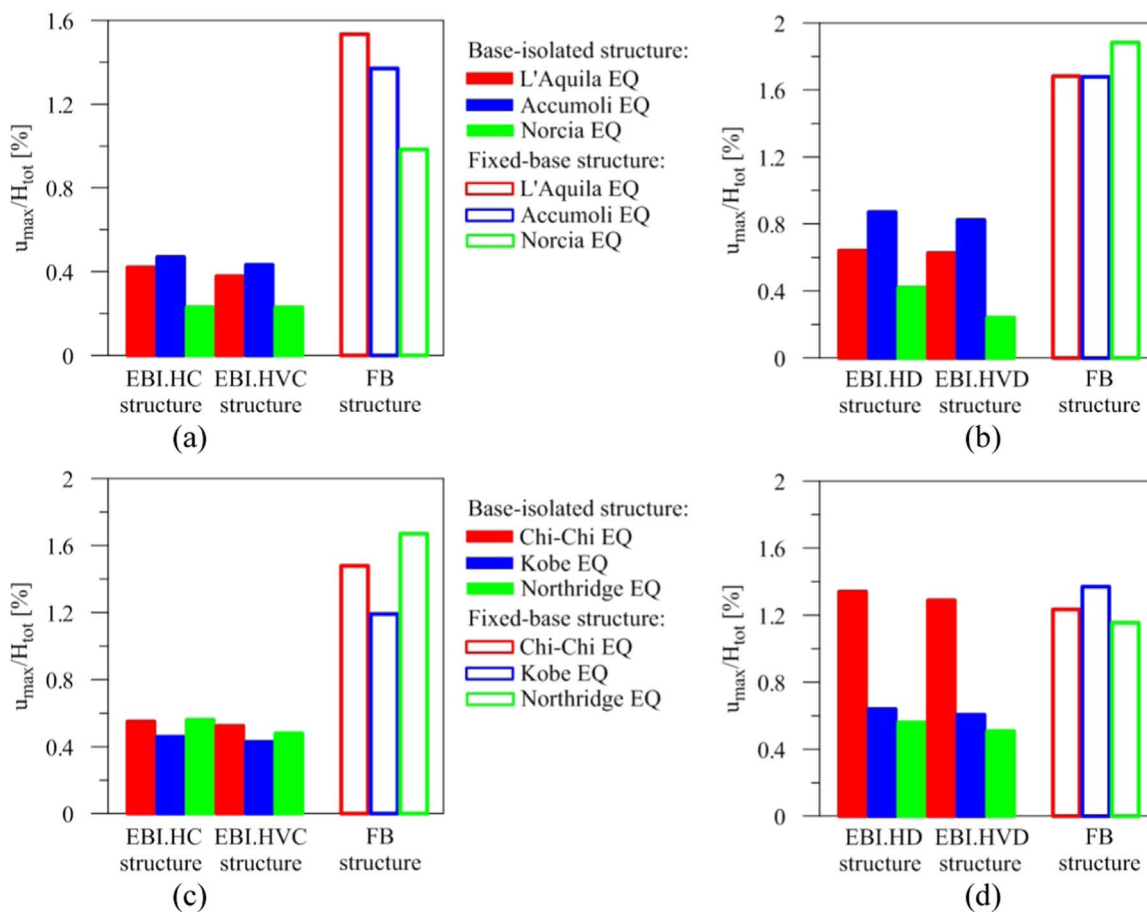 1.6
1.2
0.8
0.4
0
u_max/H_tot [%]
EBI.HC structure
EBI.HVC structure
FB structure
(a)
Base-isolated structure:
L'Aquila EQ
Accumoli EQ
Norcia EQ
Fixed-base structure:
L'Aquila EQ
Accumoli EQ
Norcia EQ
2
1.6
1.2
0.8
0.4
0
u_max/H_tot [%]
EBI.HD structure
EBI.HVD structure
FB structure
(b)
2
1.6
1.2
0.8
0.4
0
u_max/H_tot [%]
EBI.HC structure
EBI.HVC structure
FB structure
(c)
Base-isolated structure:
Chi-Chi EQ
Kobe EQ
Northridge EQ
Fixed-base structure:
Chi-Chi EQ
Kobe EQ
Northridge EQ
2
1.6
1.2
0.8
0.4
0
u_max/H_tot [%]
EBI.HD structure
EBI.HVD structure
FB structure
(d)